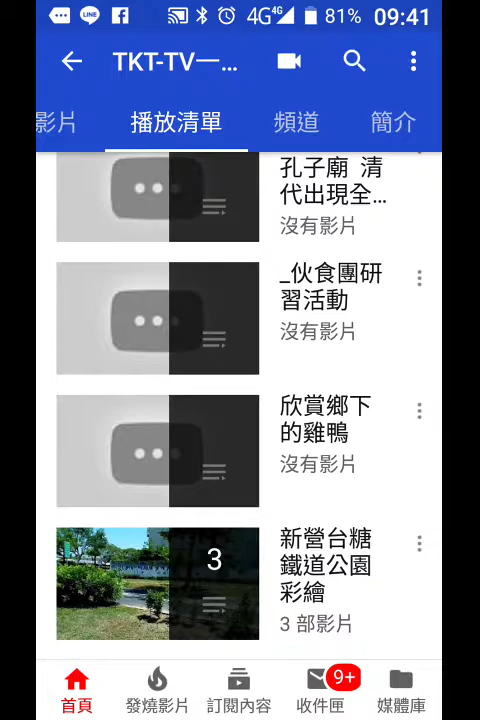 LINE 4G 4G 81% 09:41
TKT-TV一…
影片 播放清單 頻道 簡介
孔子廟 清
代出現全…
沒有影片
_伙食團研
習活動
沒有影片
欣賞鄉下
的雞鴨
沒有影片
3
新營台糖
鐵道公園
彩繪
3 部影片
9+
首頁 發燒影片 訂閱內容 收件匣 媒體庫